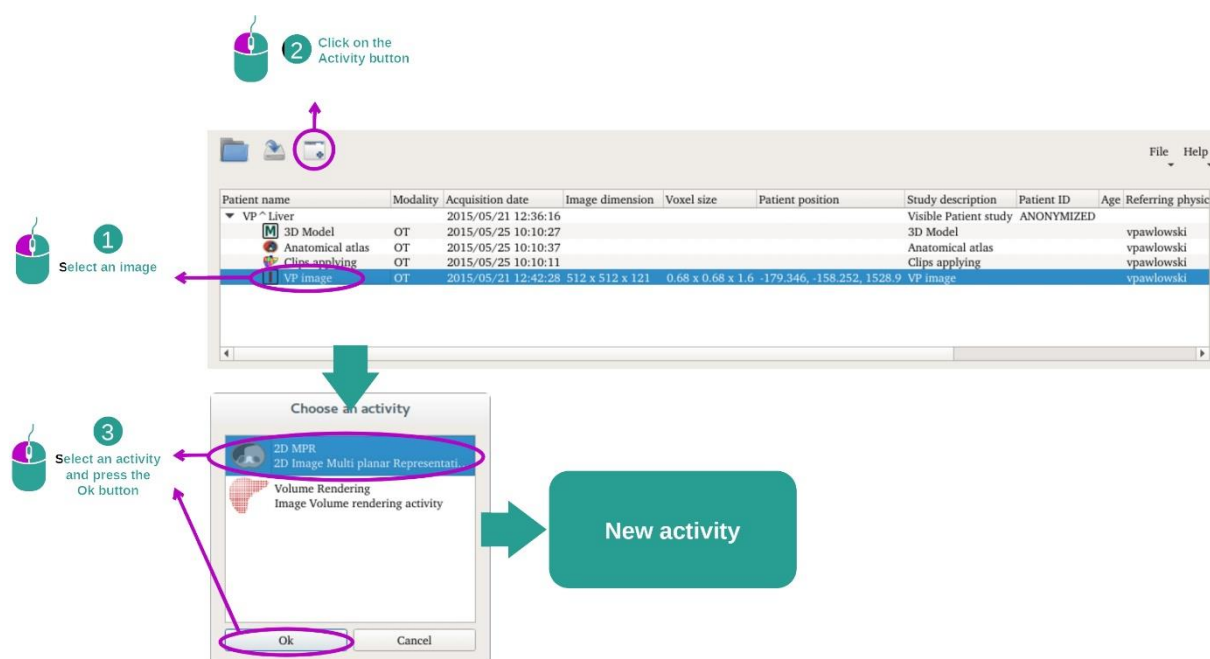 2 Click on the
Activity button
File Help
Patient name Modality Acquisition date Image dimension Voxel size Patient position Study description Patient ID Age Referring physic
VP^Liver 2015/05/21 12:36:16 Visible Patient study ANONYMIZED
M 3D Model OT 2015/05/25 10:10:27 3D Model vpawlowski
Anatomical atlas OT 2015/05/25 10:10:37 Anatomical atlas vpawlowski
Clips applying OT 2015/05/25 10:10:11 Clips applying vpawlowski
I VP image OT 2015/05/21 12:42:28 512 x 512 x 121 0.68 x 0.68 x 1.6 -179.346, -158.252, 1528.9 VP image vpawlowski
1
Select an image
Choose an activity
2D MPR
2D Image Multi planar Representati...
Volume Rendering
Image Volume rendering activity
Ok Cancel
3
Select an activity
and press the
Ok button
New activity